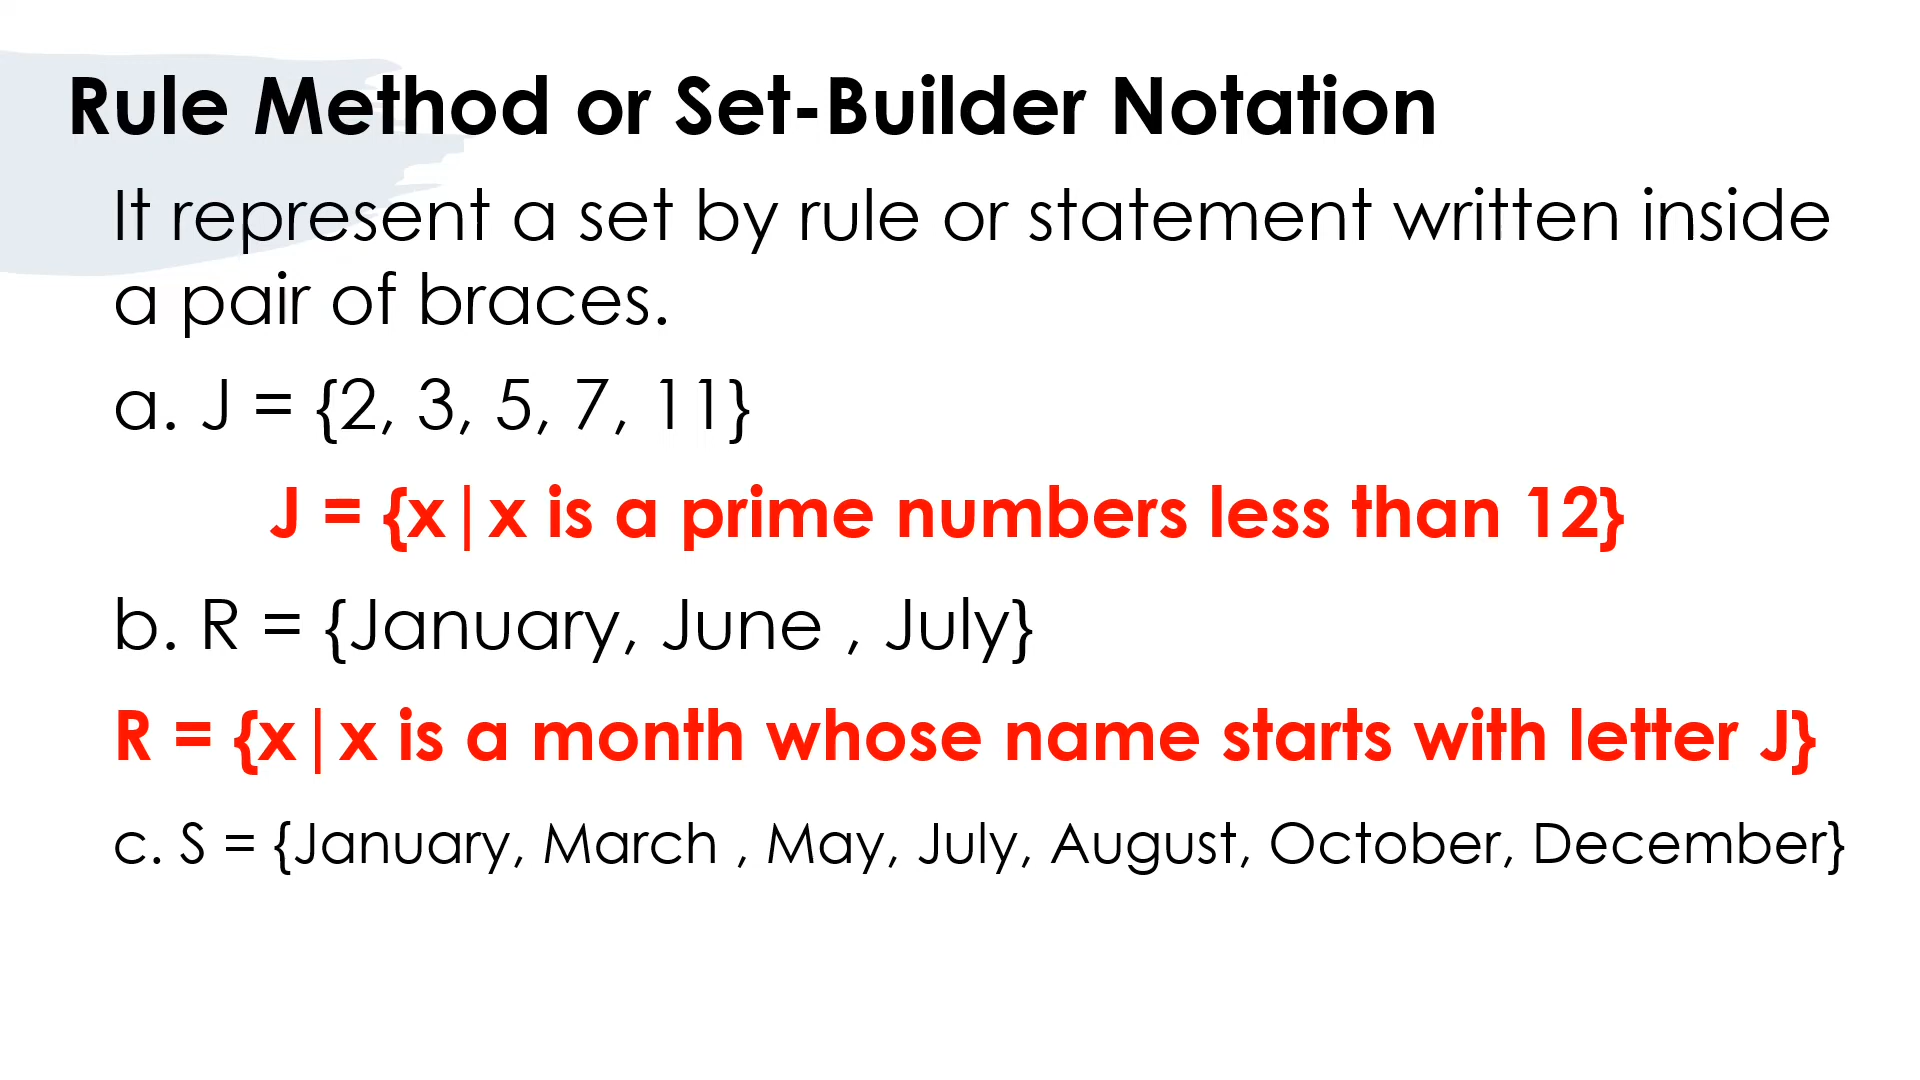 Rule Method or Set-Builder Notation
It represent a set by rule or statement written inside
a pair of braces.
a. J = {2, 3, 5, 7, 11}
J = {x|x is a prime numbers less than 12}
b. R = {January, June , July}
R = {x|x is a month whose name starts with letter J}
c. S = {January, March , May, July, August, October, December}